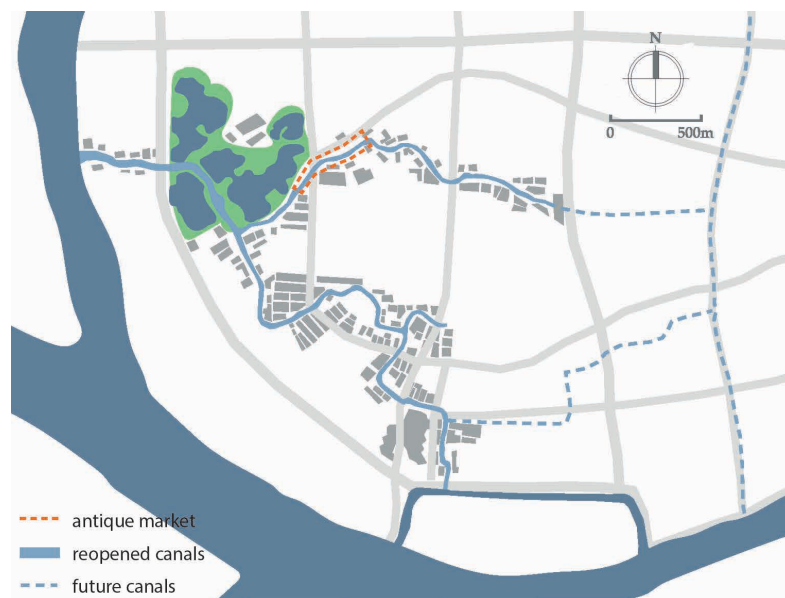 N
0 500m
antique market
reopened canals
future canals